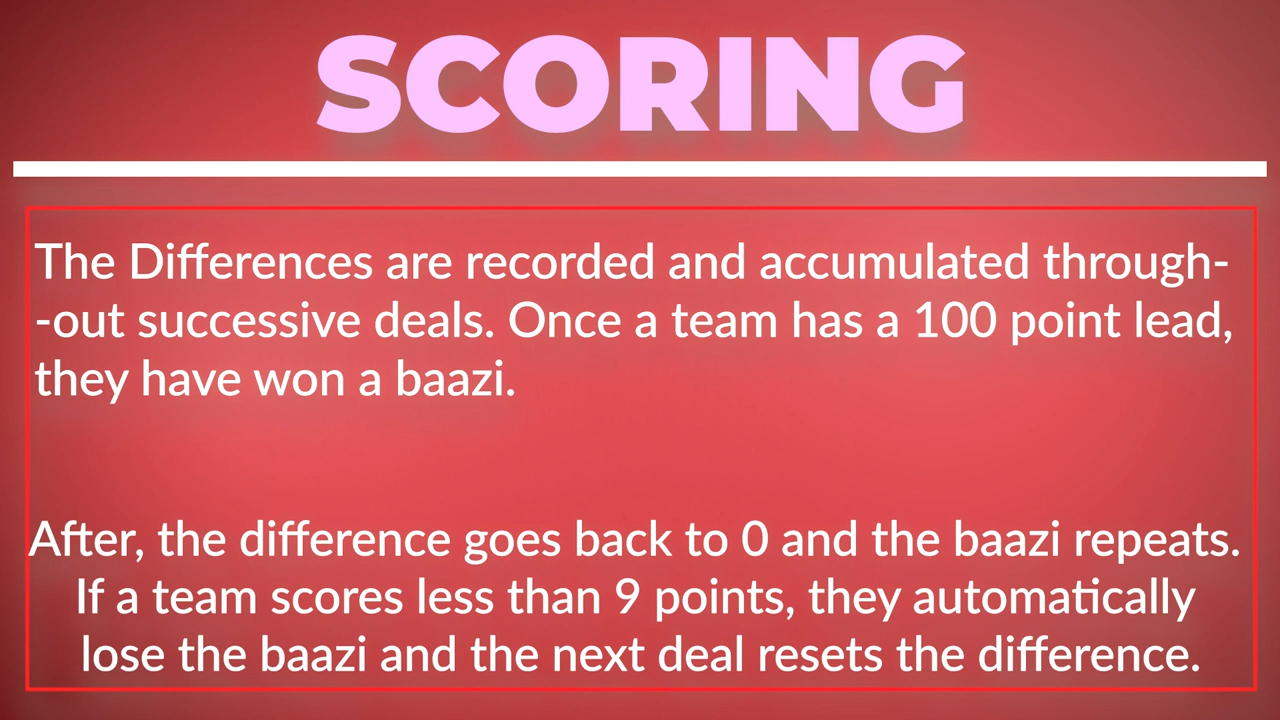 SCORING
The Differences are recorded and accumulated through-
-out successive deals. Once a team has a 100 point lead,
they have won a baazi.
After, the difference goes back to 0 and the baazi repeats.
If a team scores less than 9 points, they automatically
lose the baazi and the next deal resets the difference.